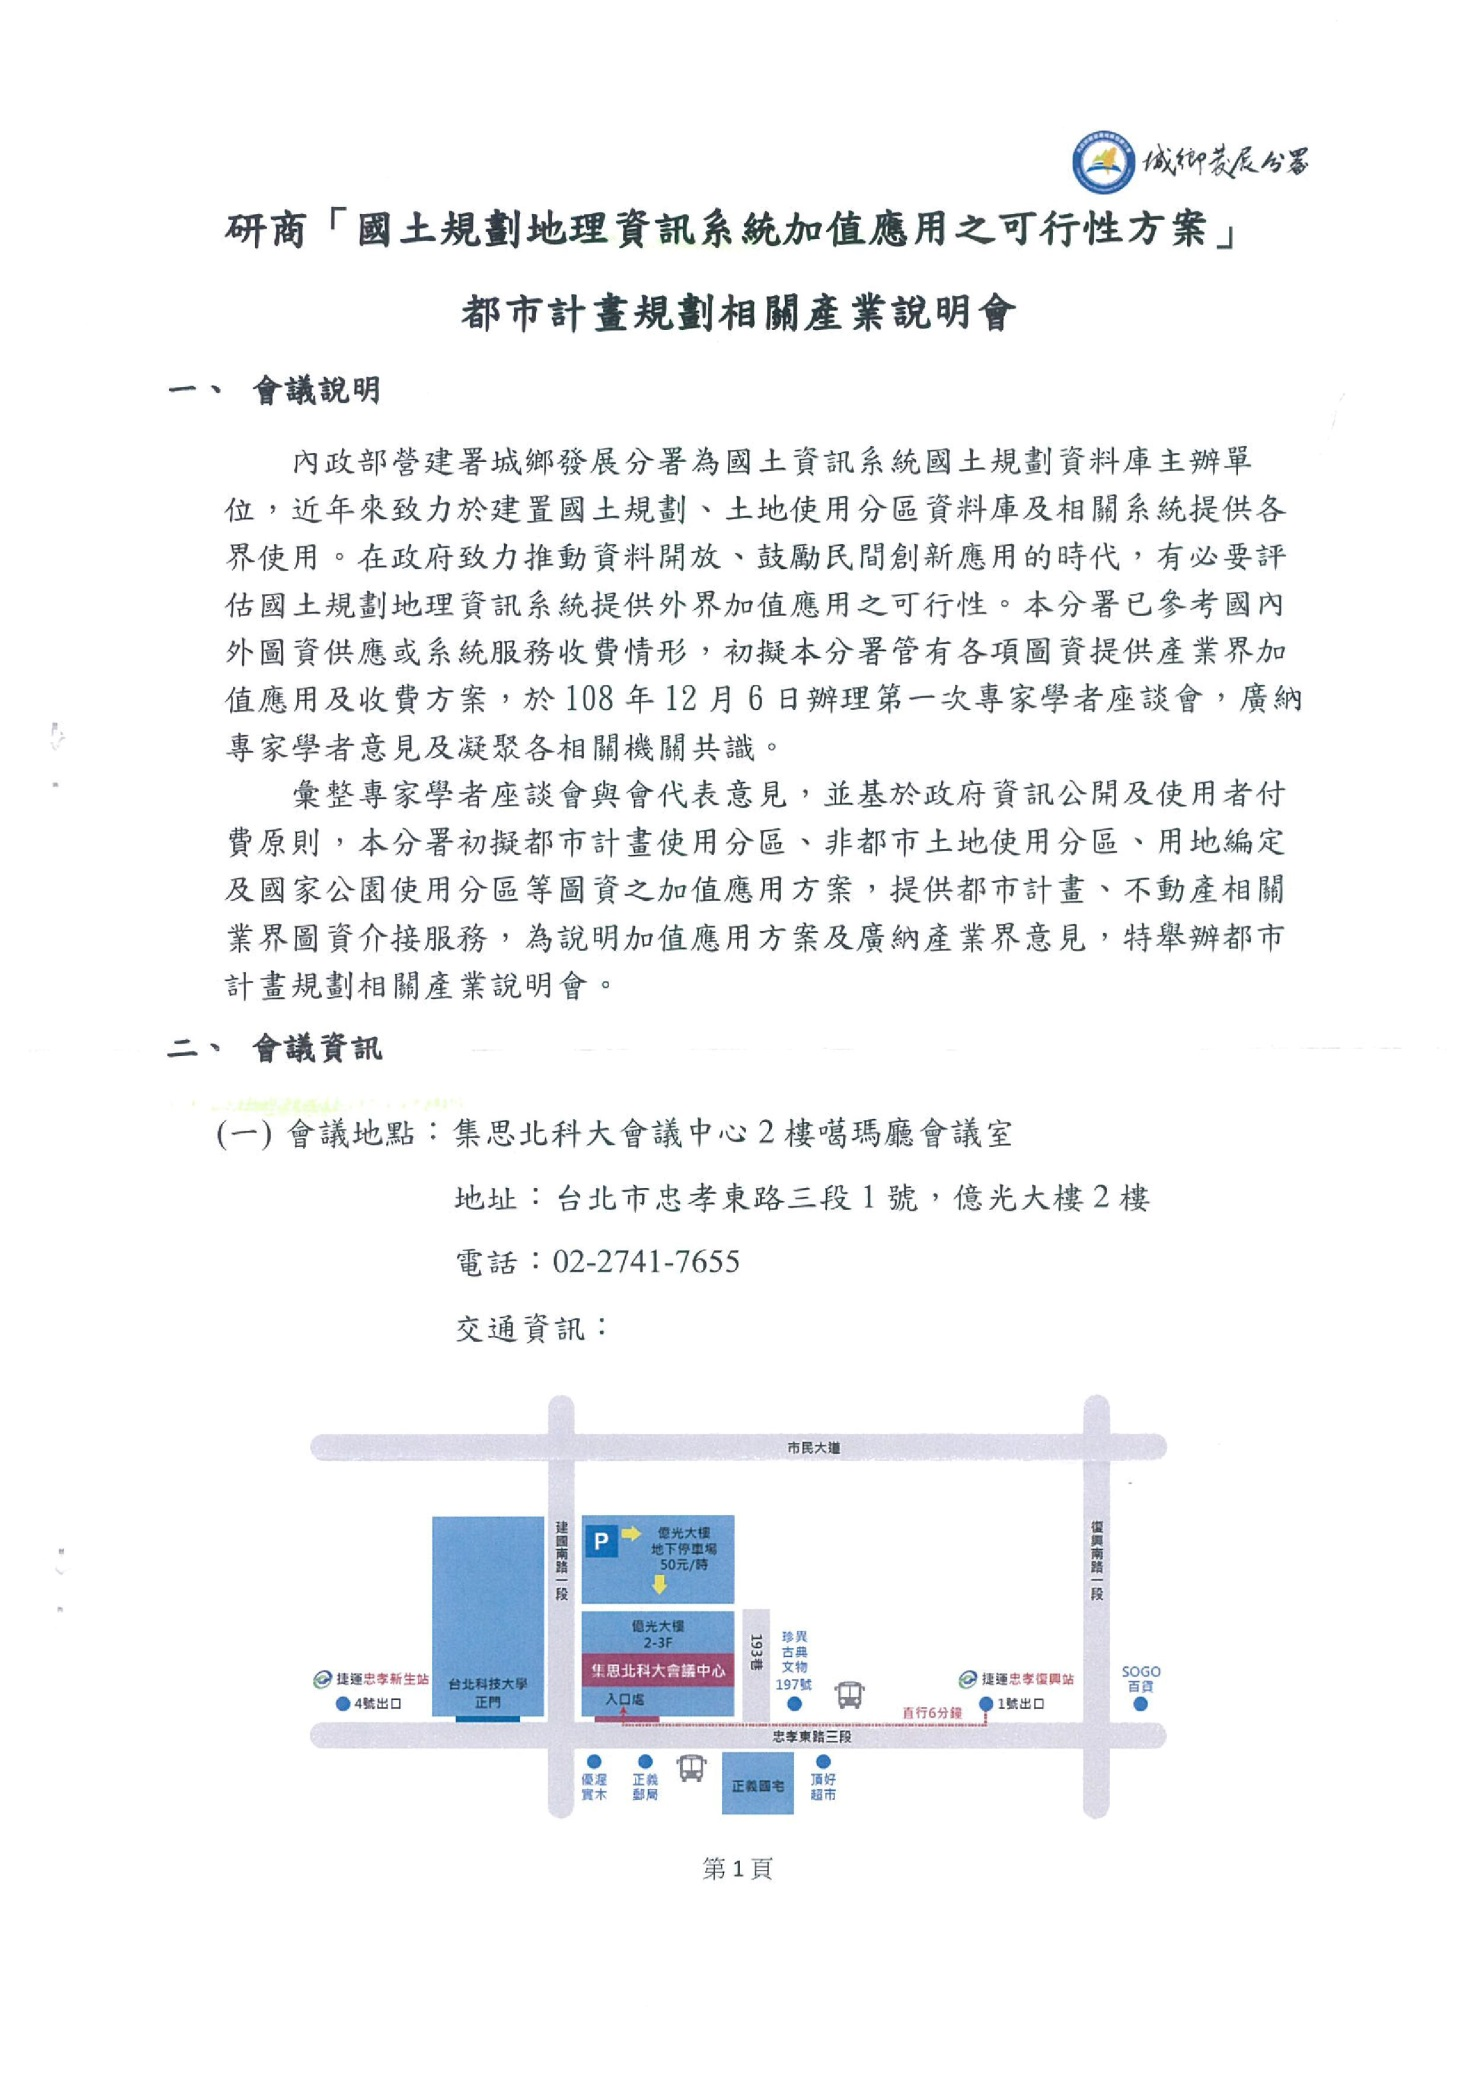 城鄉發展分署
研商「國土規劃地理資訊系統加值應用之可行性方案」
都市計畫規劃相關產業說明會
一、 會議說明
內政部營建署城鄉發展分署為國土資訊系統國土規劃資料庫主辦單
位，近年來致力於建置國土規劃、土地使用分區資料庫及相關系統提供各
界使用。在政府致力推動資料開放、鼓勵民間創新應用的時代，有必要評
估國土規劃地理資訊系統提供外界加值應用之可行性。本分署已參考國內
外圖資供應或系統服務收費情形，初擬本分署管有各項圖資提供產業界加
值應用及收費方案，於 108 年 12 月 6 日辦理第一次專家學者座談會，廣納
專家學者意見及凝聚各相關機關共識。
彙整專家學者座談會與會代表意見，並基於政府資訊公開及使用者付
費原則，本分署初擬都市計畫使用分區、非都市土地使用分區、用地編定
及國家公園使用分區等圖資之加值應用方案，提供都市計畫、不動產相關
業界圖資介接服務，為說明加值應用方案及廣納產業界意見，特舉辦都市
計畫規劃相關產業說明會。
二、 會議資訊
(一) 會議地點：集思北科大會議中心 2 樓噶瑪廳會議室
地址：台北市忠孝東路三段 1 號，億光大樓 2 樓
電話：02-2741-7655
交通資訊：
市民大道
建國南路一段
復興南路一段
P
億光大樓
地下停車場
50元/時
億光大樓
2-3F
集思北科大會議中心
入口處
193巷
珍異
古典
文物
197號
捷運忠孝新生站
4號出口
台北科技大學
正門
捷運忠孝復興站
1號出口
直行6分鐘
SOGO
百貨
忠孝東路三段
優渥
實木
正義
郵局
正義國宅
頂好
超市
第 1 頁